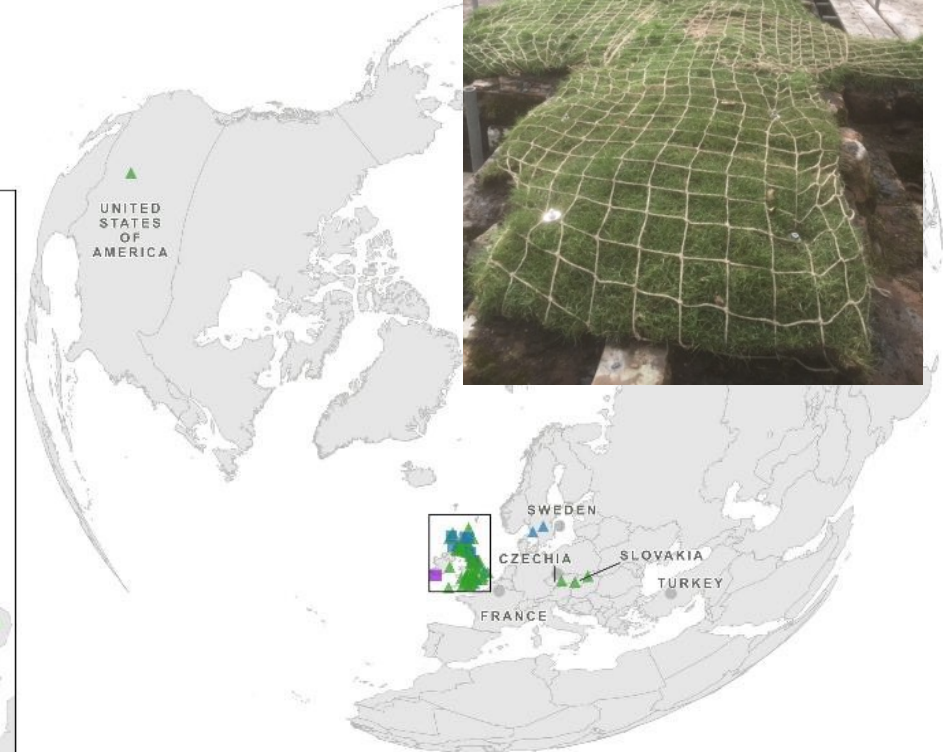 UNITED
STATES
OF
AMERICA
SWEDEN
CZECHIA
SLOVAKIA
TURKEY
FRANCE